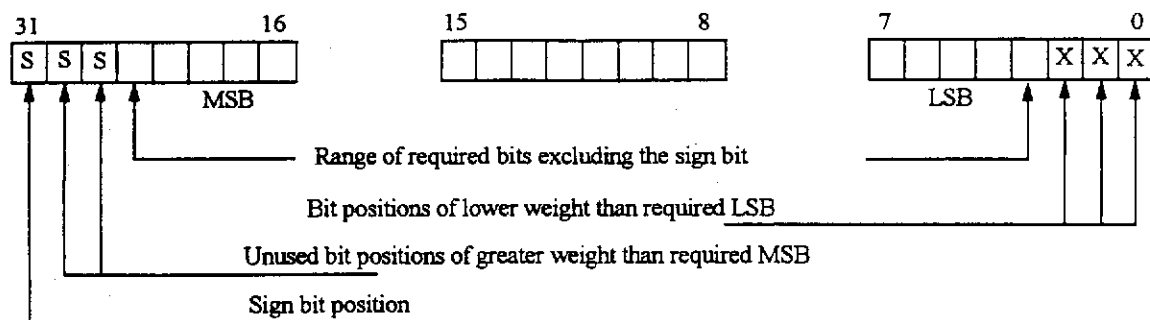 31 16 15 8 7 0
S S S X X X
MSB LSB
Range of required bits excluding the sign bit
Bit positions of lower weight than required LSB
Unused bit positions of greater weight than required MSB
Sign bit position